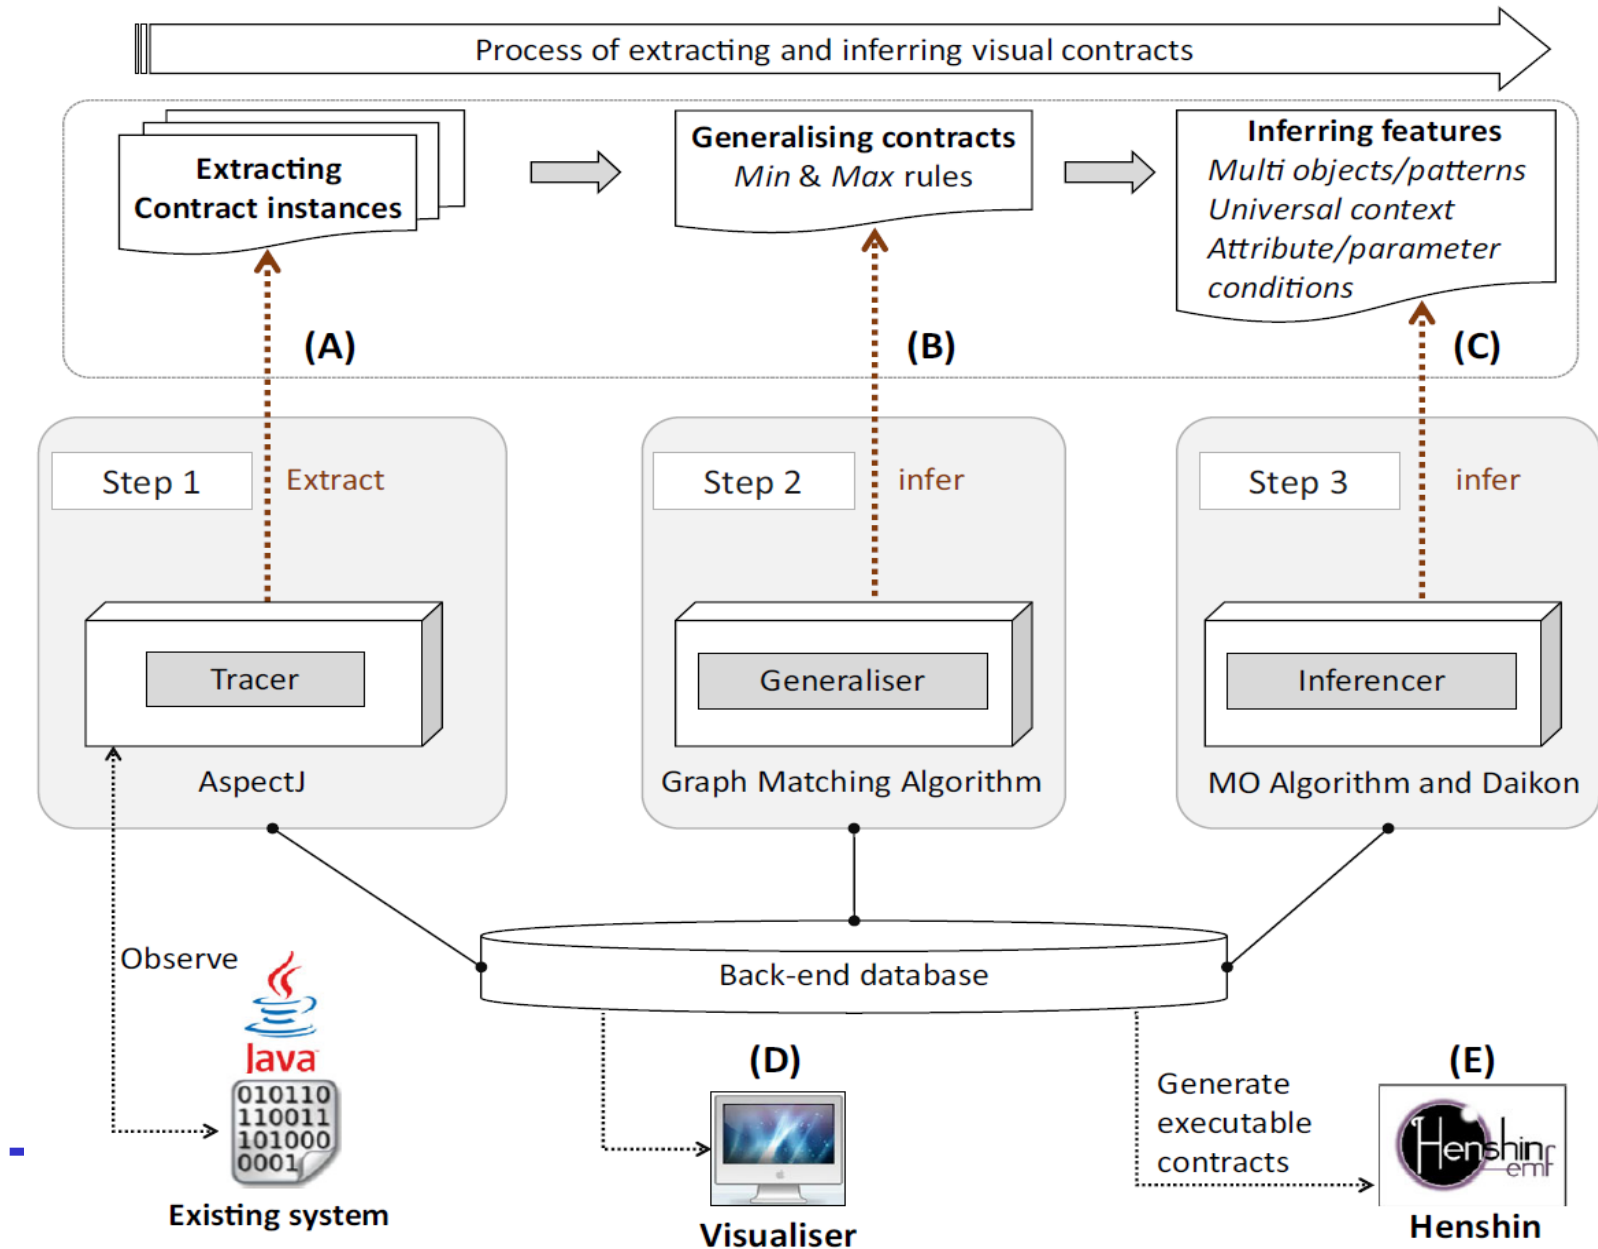 Process of extracting and inferring visual contracts
Extracting
Contract instances
Generalising contracts
Min & Max rules
Inferring features
Multi objects/patterns
Universal context
Attribute/parameter
conditions
(A)
(B)
(C)
Step 1
Extract
Step 2
infer
Step 3
infer
Tracer
Generaliser
Inferencer
AspectJ
Graph Matching Algorithm
MO Algorithm and Daikon
Observe
Back-end database
Java
010110
110011
101000
0001
Existing system
(D)
Visualiser
Generate
executable
contracts
(E)
Henshin
emf
Henshin